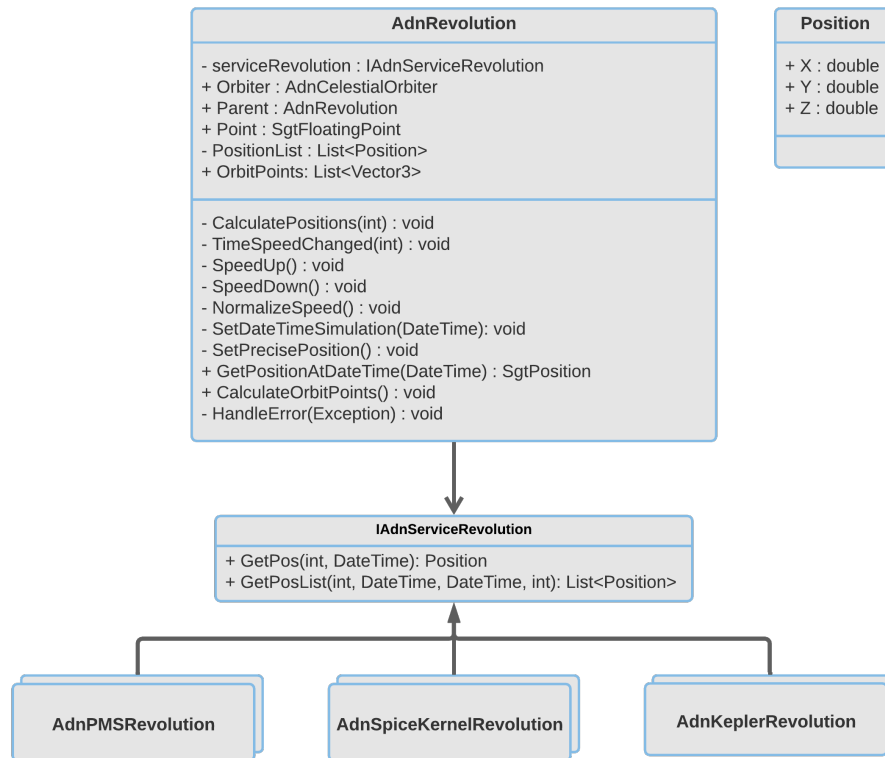 AdnRevolution
- serviceRevolution : IAdnServiceRevolution
+ Orbiter : AdnCelestialOrbiter
+ Parent : AdnRevolution
+ Point : SgtFloatingPoint
- PositionList : List<Position>
+ OrbitPoints: List<Vector3>
- CalculatePositions(int) : void
- TimeSpeedChanged(int) : void
- SpeedUp() : void
- SpeedDown() : void
- NormalizeSpeed() : void
- SetDateTimeSimulation(DateTime): void
- SetPrecisePosition() : void
+ GetPositionAtDateTime(DateTime) : SgtPosition
+ CalculateOrbitPoints() : void
- HandleError(Exception) : void
Position
+ X : double
+ Y : double
+ Z : double
IAdnServiceRevolution
+ GetPos(int, DateTime): Position
+ GetPosList(int, DateTime, DateTime, int): List<Position>
AdnPMSRevolution
AdnSpiceKernelRevolution
AdnKeplerRevolution